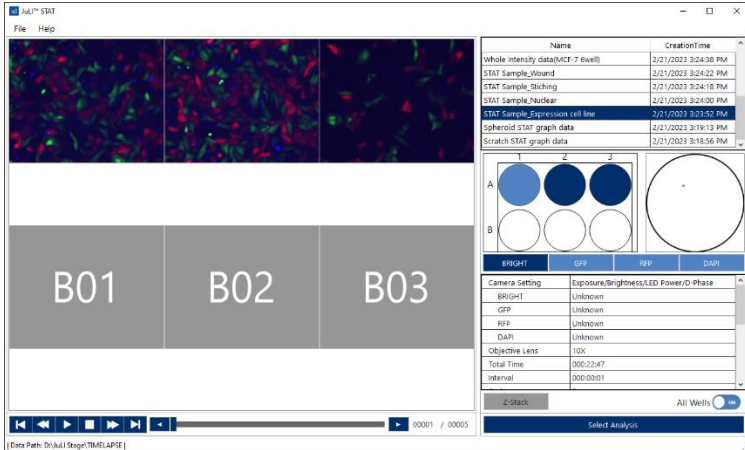 JuLI™ STAT
File Help
Name CreationTime
Whole Intensity data(MCF-7 6well) 2/21/2023 3:24:38 PM
STAT Sample_Wound 2/21/2023 3:24:22 PM
STAT Sample_Stiching 2/21/2023 3:24:18 PM
STAT Sample_Nuclear 2/21/2023 3:24:00 PM
STAT Sample_Expression cell line 2/21/2023 3:23:52 PM
Spheroid STAT graph data 2/21/2023 3:19:13 PM
Scratch STAT graph data 2/21/2023 3:18:56 PM
1 2 3
A
B
B01 B02 B03
BRIGHT GFP RFP DAPI
Camera Setting Exposure/Brightness/LED Power/D-Phase
BRIGHT Unknown
GFP Unknown
RFP Unknown
DAPI Unknown
Objective Lens 10X
Total Time 000:22:47
Interval 000:00:01
Z-Stack All Wells ON
00001 / 00005
Select Analysis
| Data Path: D:\JuLI Stage\TIMELAPSE |